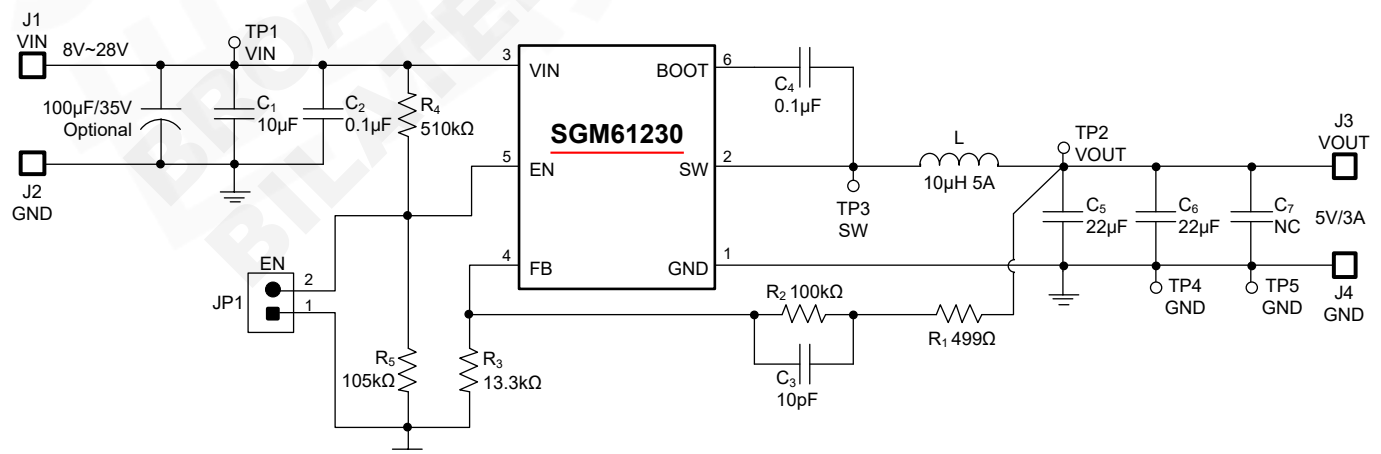 J1
VIN
8V~28V
TP1
VIN
100µF/35V
Optional
C1
10µF
C2
0.1µF
R4
510kΩ
J2
GND
3
VIN
BOOT
6
SGM61230
5
EN
SW
2
4
FB
GND
1
C4
0.1µF
TP3
SW
L
10µH 5A
TP2
VOUT
J3
VOUT
C5
22µF
C6
22µF
C7
NC
5V/3A
TP4
GND
TP5
GND
J4
GND
EN
2
1
JP1
R5
105kΩ
R3
13.3kΩ
R2 100kΩ
C3
10pF
R1 499Ω